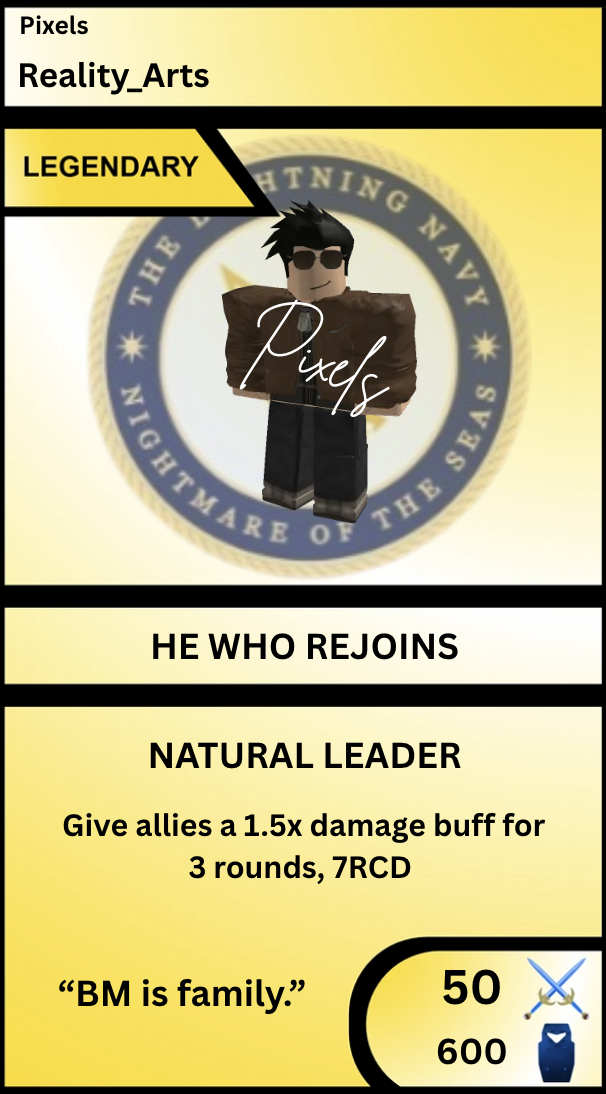 Pixels
Reality_Arts
LEGENDARY
THE HTNING NAVY
NIGHTMARE OF THE SEAS
Pixels
HE WHO REJOINS
NATURAL LEADER
Give allies a 1.5x damage buff for
3 rounds, 7RCD
“BM is family.”
50
600